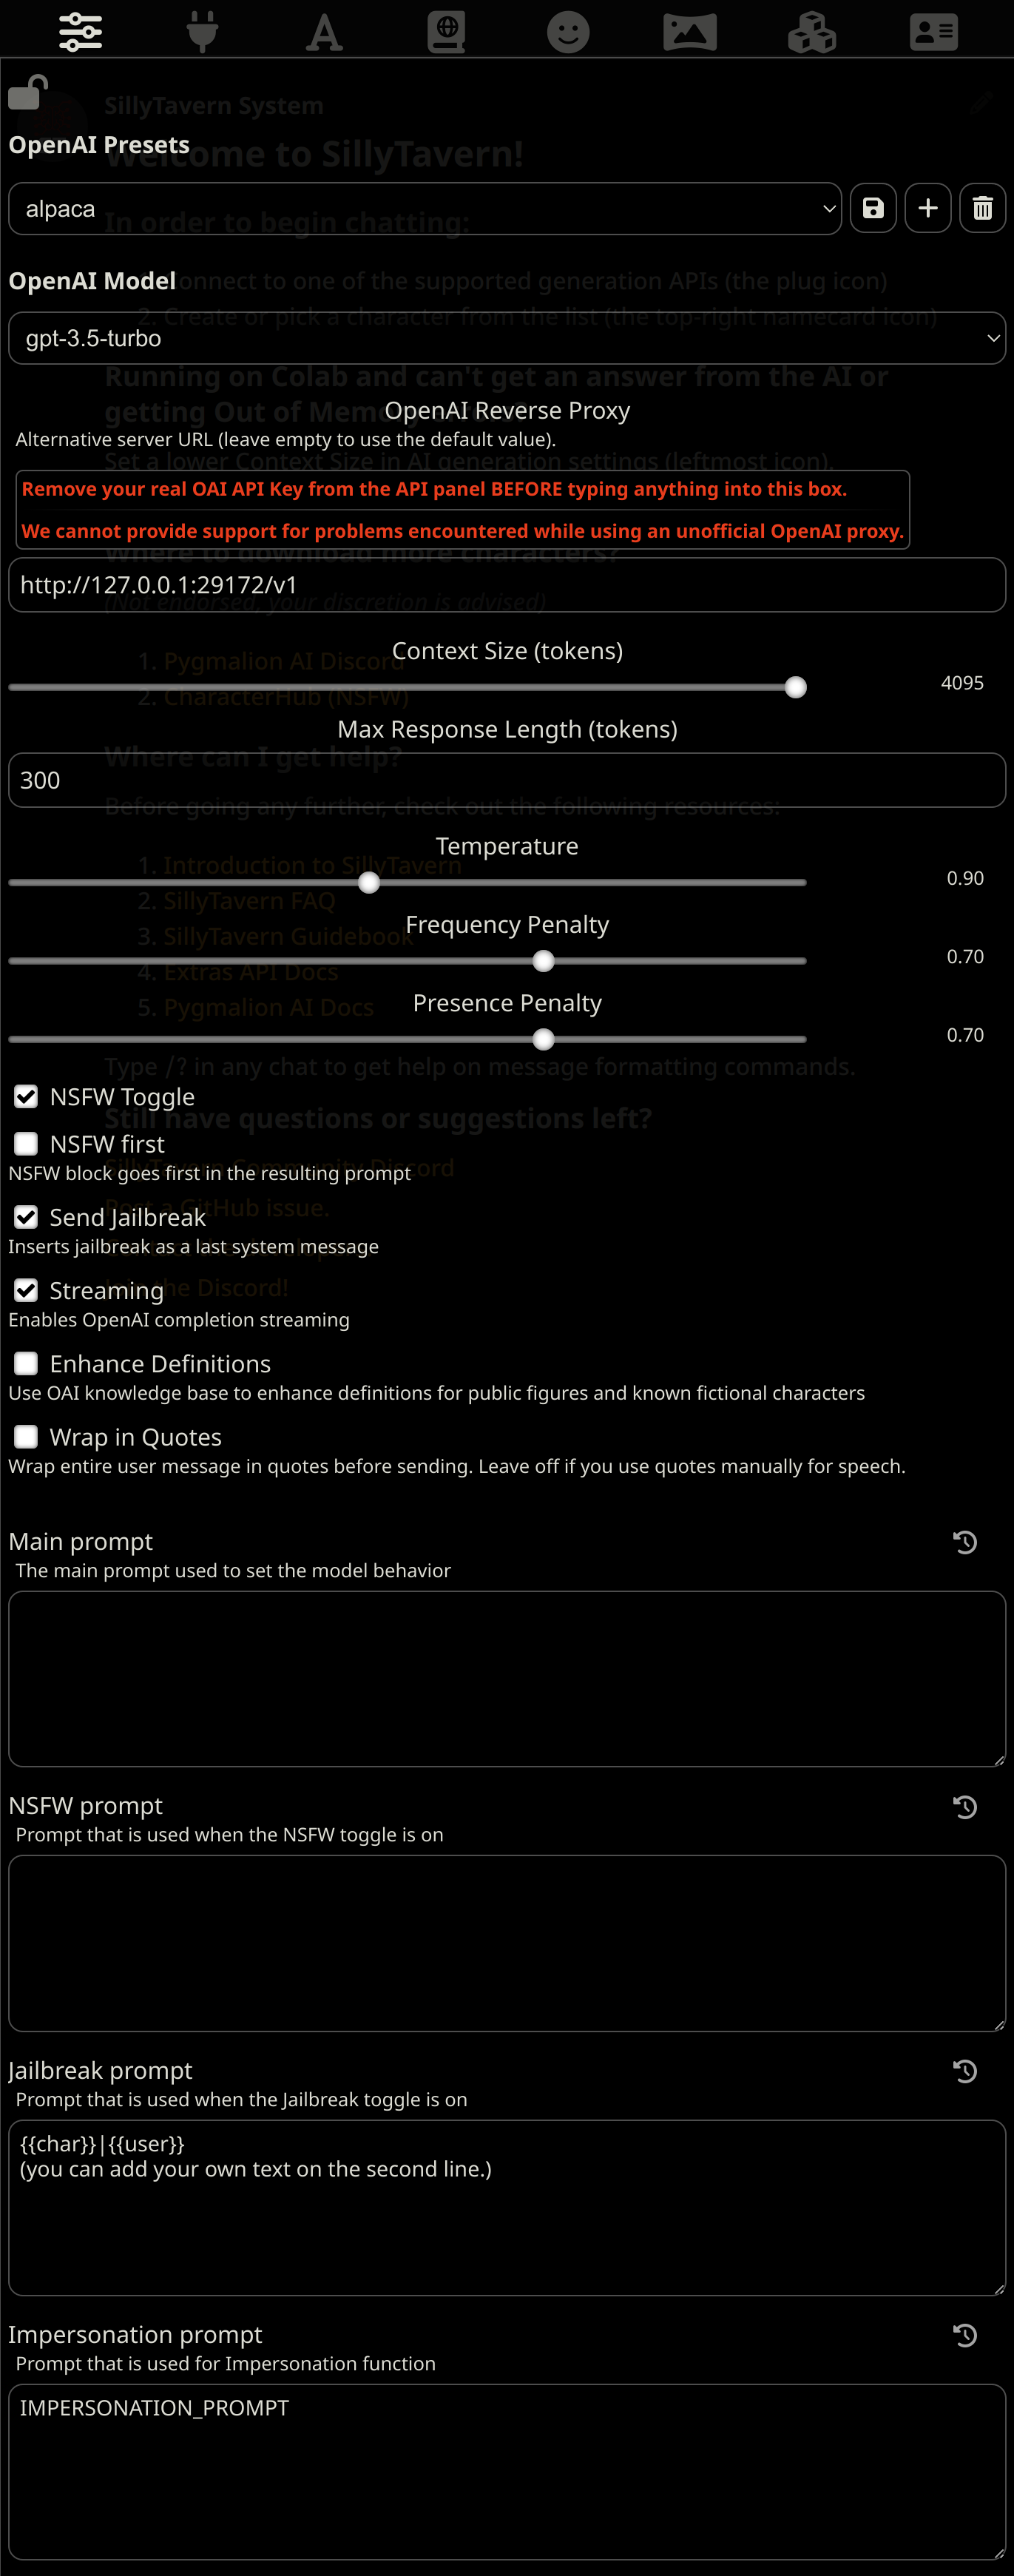 SillyTavern System
OpenAI Presets
Welcome to SillyTavern!
alpaca
In order to begin chatting:
OpenAI Model
onnect to one of the supported generation APIs (the plug icon)
2. Create or pick a character from the list (the top-right namecard icon)
gpt-3.5-turbo
Running on Colab and can't get an answer from the AI or
getting Out of Memory errors?
OpenAI Reverse Proxy
Alternative server URL (leave empty to use the default value).
Set a lower Context Size in AI generation settings (leftmost icon).
Remove your real OAI API Key from the API panel BEFORE typing anything into this box.
We cannot provide support for problems encountered while using an unofficial OpenAI proxy.
Where to download more characters?
http://127.0.0.1:29172/v1
(Not endorsed, your discretion is advised)
Context Size (tokens)
1. Pygmalion AI Discord
4095
2. CharacterHub (NSFW)
Max Response Length (tokens)
Where can I get help?
300
Before going any further, check out the following resources:
Temperature
1. Introduction to SillyTavern
0.90
2. SillyTavern FAQ
Frequency Penalty
3. SillyTavern Guidebook
0.70
4. Extras API Docs
Presence Penalty
5. Pygmalion AI Docs
0.70
Type /? in any chat to get help on message formatting commands.
NSFW Toggle
Still have questions or suggestions left?
NSFW first
SillyTavern Community Discord
NSFW block goes first in the resulting prompt
Post a GitHub issue.
Send Jailbreak
Inserts jailbreak as a last system message
the Discord!
Streaming
Enables OpenAI completion streaming
Enhance Definitions
Use OAI knowledge base to enhance definitions for public figures and known fictional characters
Wrap in Quotes
Wrap entire user message in quotes before sending. Leave off if you use quotes manually for speech.
Main prompt
The main prompt used to set the model behavior
NSFW prompt
Prompt that is used when the NSFW toggle is on
Jailbreak prompt
Prompt that is used when the Jailbreak toggle is on
{{char}}|{{user}}
(you can add your own text on the second line.)
Impersonation prompt
Prompt that is used for Impersonation function
IMPERSONATION_PROMPT